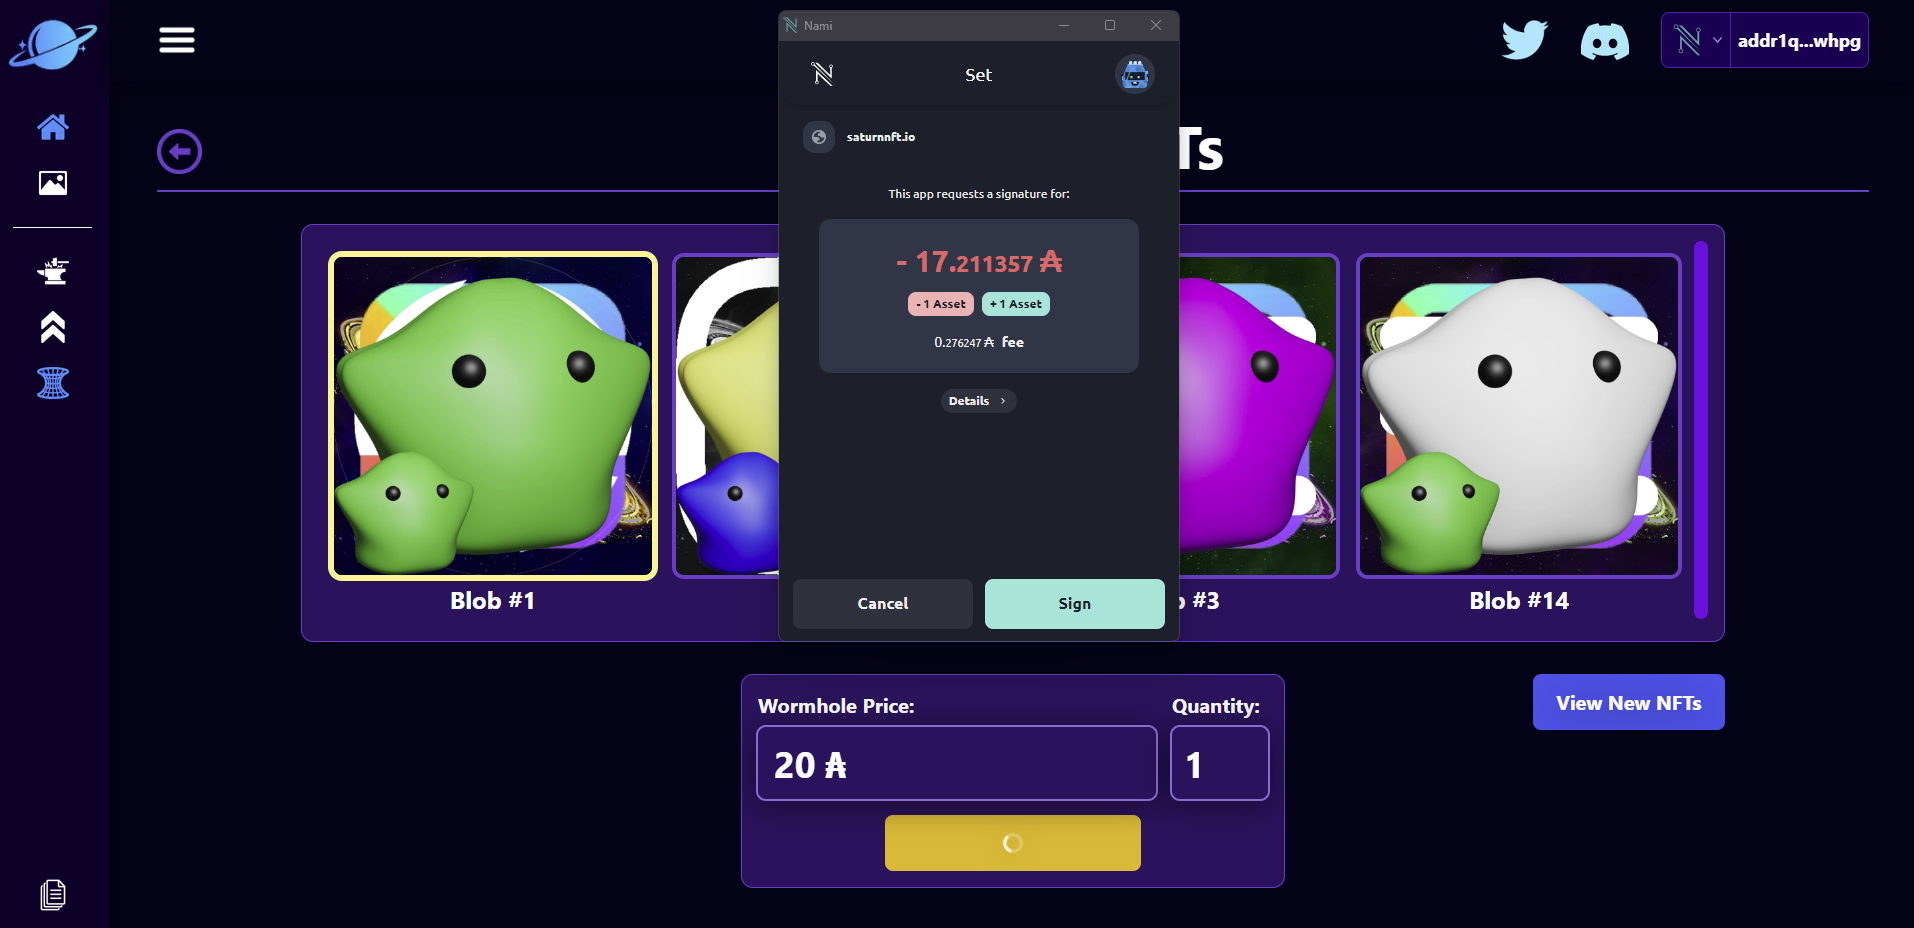 Nami
Set
addr1q...whpg
saturnnft.io
Ts
This app requests a signature for:
- 17.211357 ₳
- 1 Asset + 1 Asset
0.276247 ₳ fee
Details
Cancel Sign
Blob #1
#3
Blob #14
Wormhole Price: Quantity:
20 ₳ 1
View New NFTs